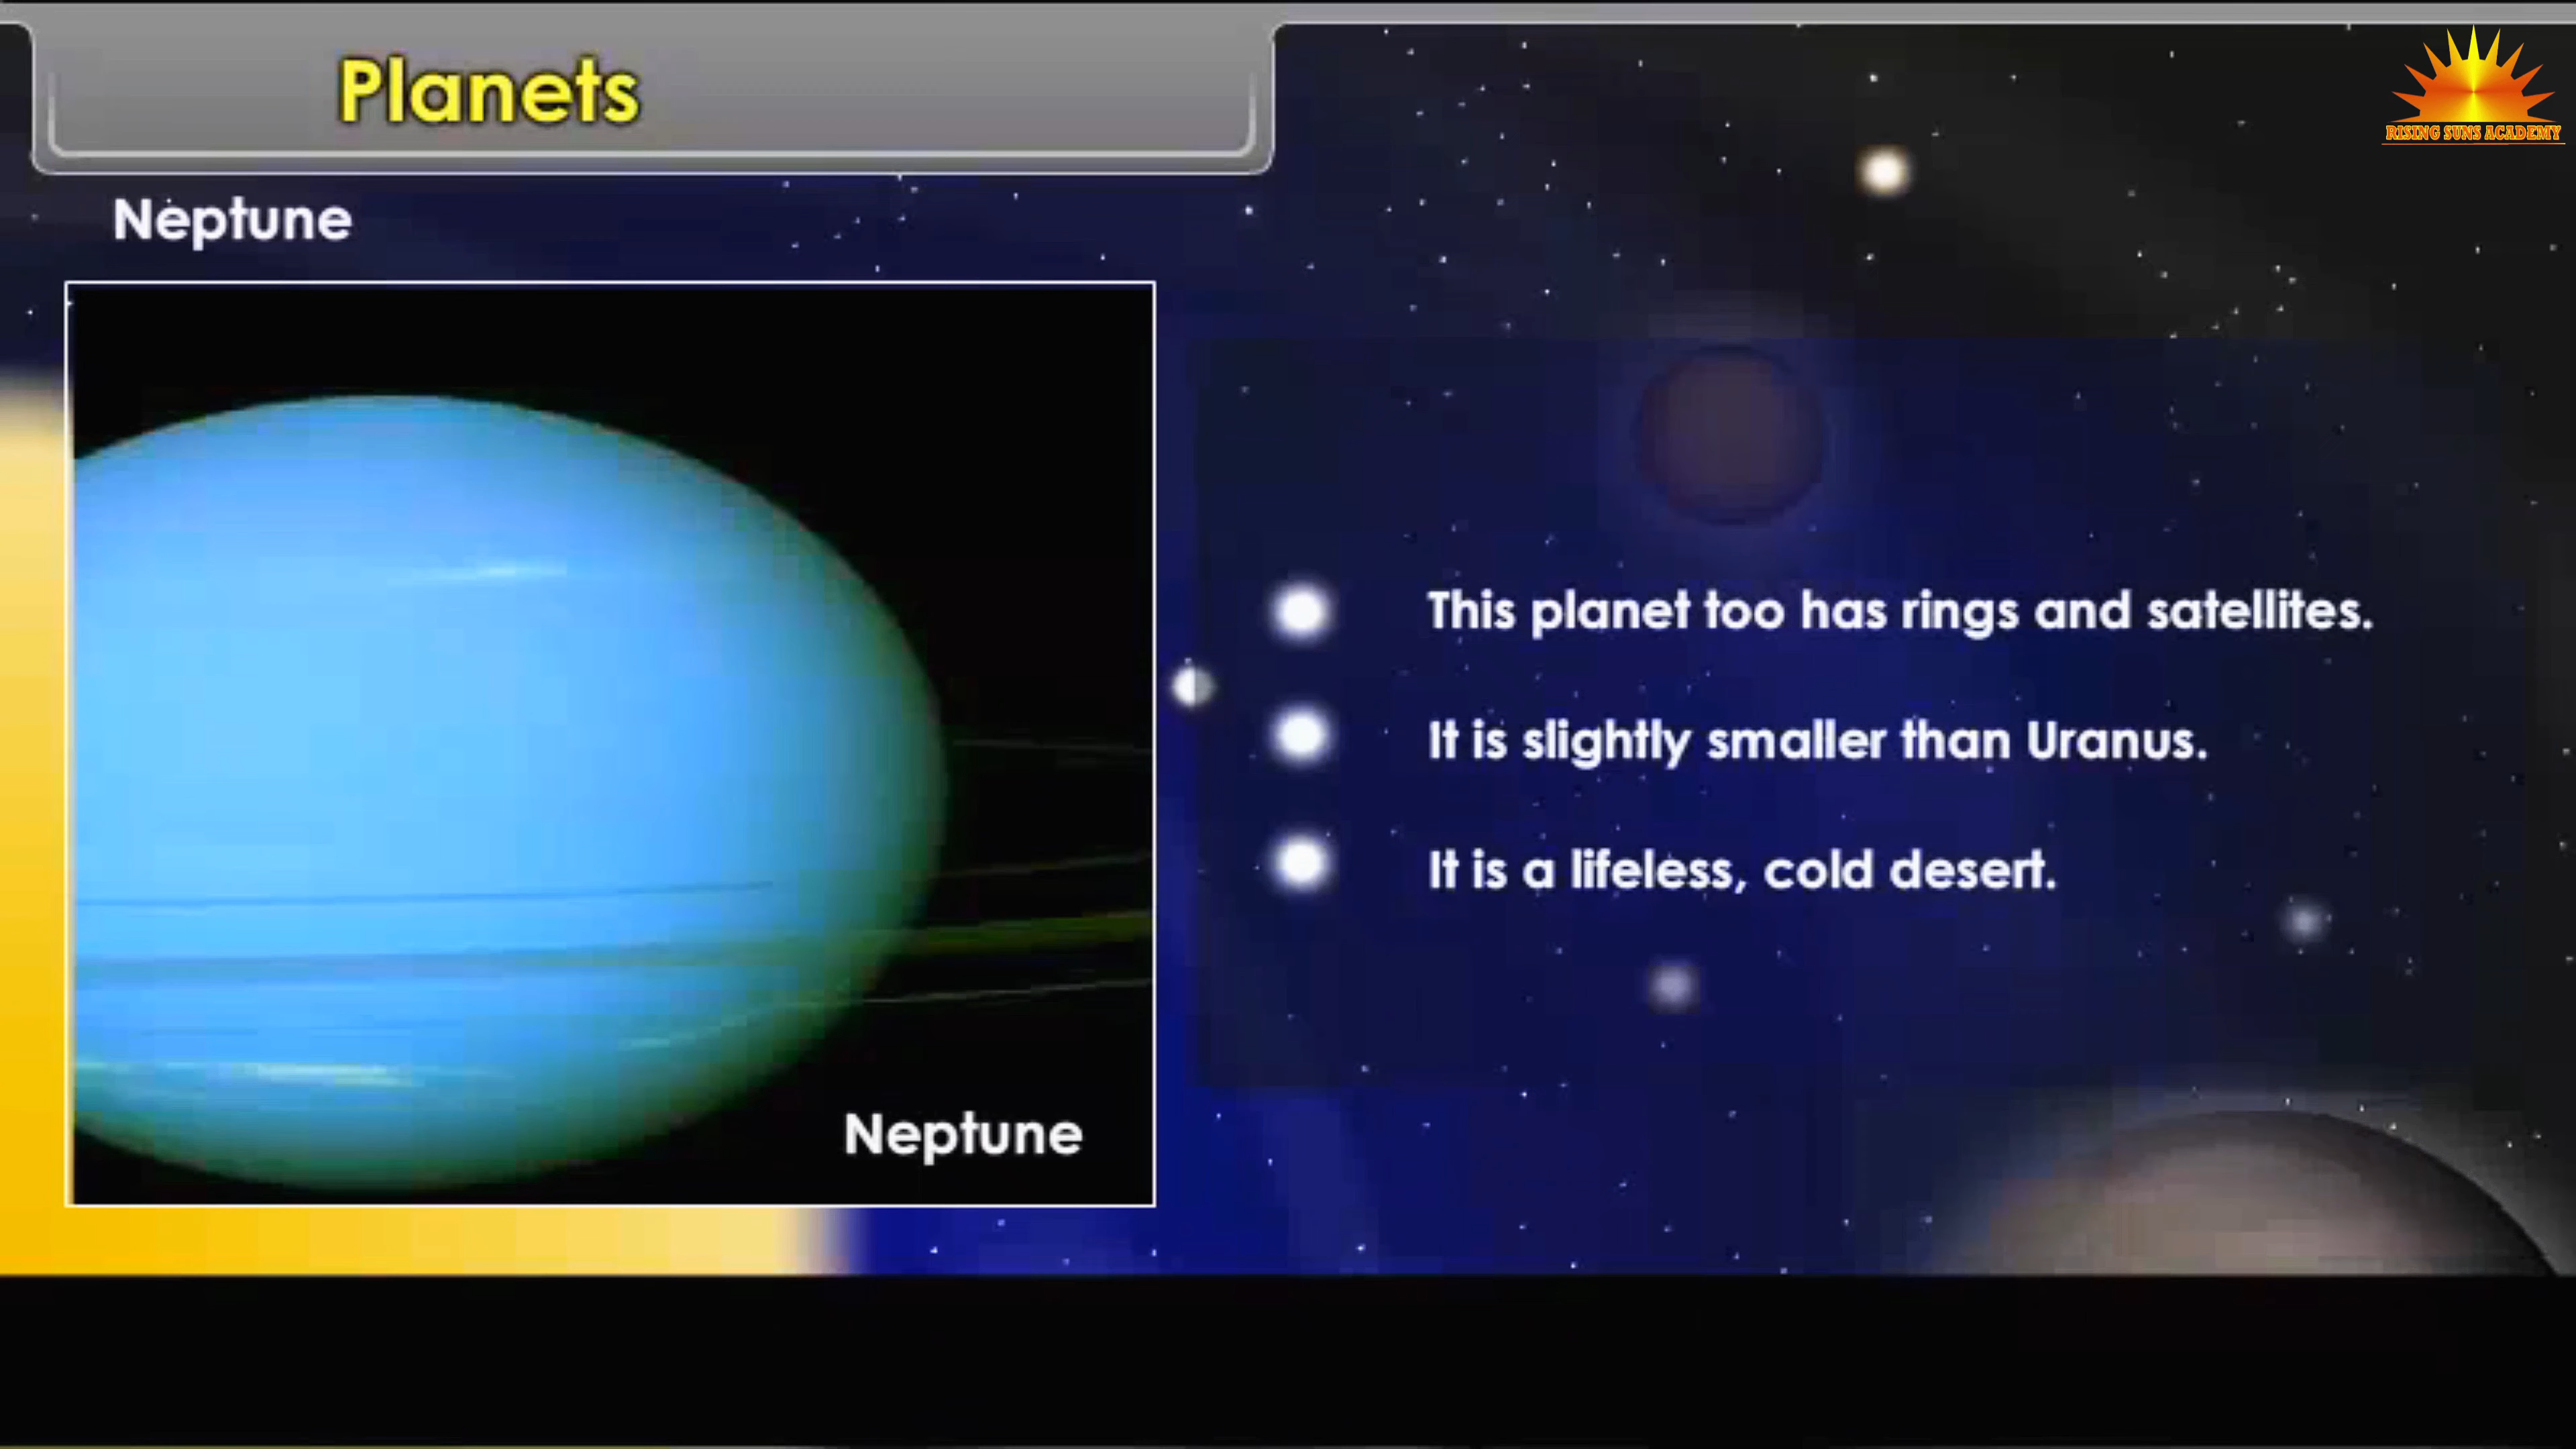 Planets
RISING SUNS ACADEMY
Neptune
This planet too has rings and satellites.
It is slightly smaller than Uranus.
It is a lifeless, cold desert.
Neptune